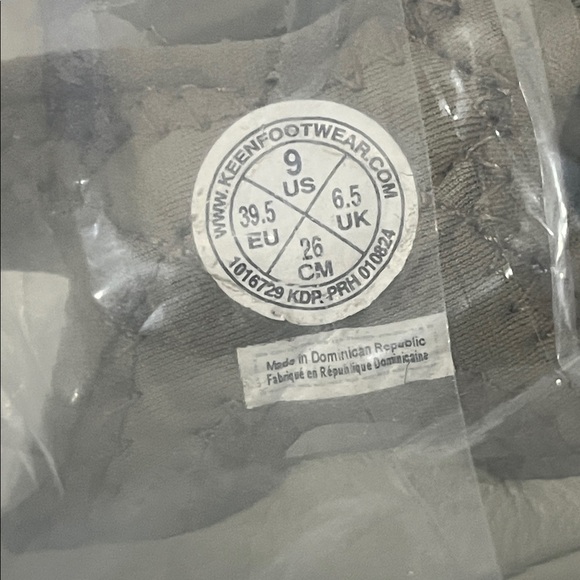 WWW.KEENFOOTWEAR.COM
9
US
39.5
EU
6.5
UK
26
CM
1016729 KDP. PRH 010824
Made in Dominican Republic
Fabriqué en République Dominicaine